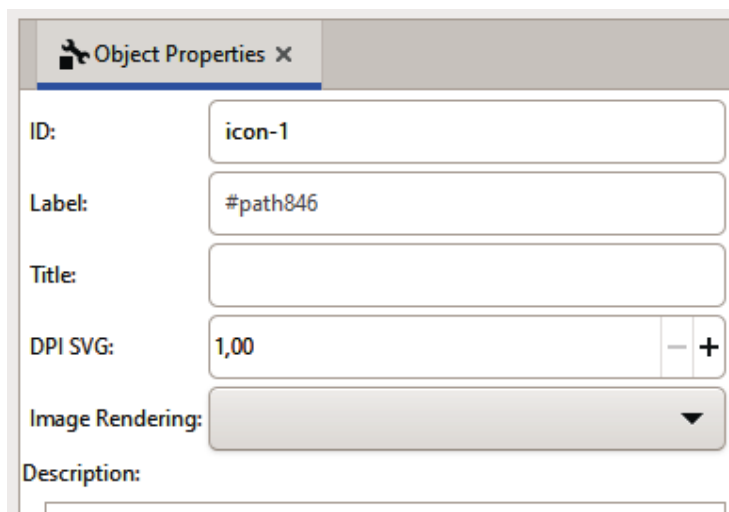 Object Properties
ID: icon-1
Label: #path846
Title:
DPI SVG: 1,00
Image Rendering:
Description: